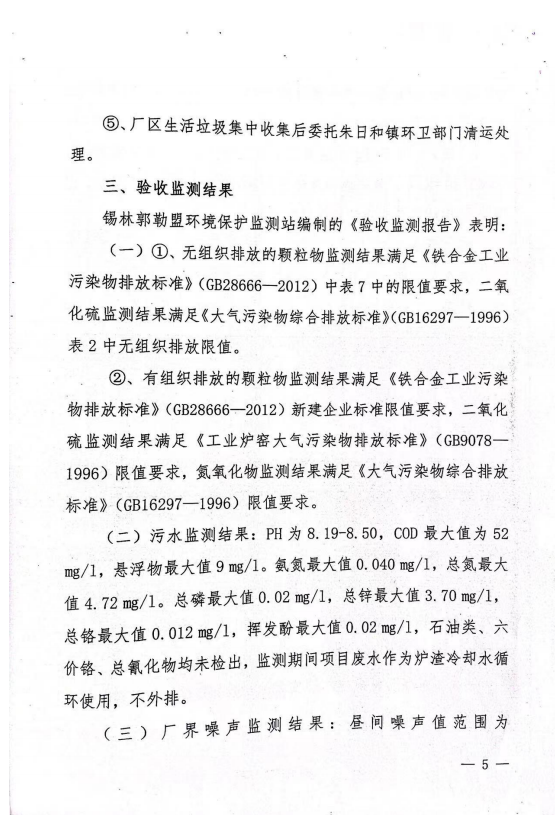 ⑤、厂区生活垃圾集中收集后委托朱日和镇环卫部门清运处
理。
三、验收监测结果
锡林郭勒盟环境保护监测站编制的《验收监测报告》表明：
（一）①、无组织排放的颗粒物监测结果满足《铁合金工业
污染物排放标准》（GB28666—2012）中表7中的限值要求，二氧
化硫监测结果满足《大气污染物综合排放标准》（GB16297—1996）
表2中无组织排放限值。
②、有组织排放的颗粒物监测结果满足《铁合金工业污染
物排放标准》（GB28666—2012）新建企业标准限值要求，二氧化
硫监测结果满足《工业炉窑大气污染物排放标准》（GB9078—
1996）限值要求，氮氧化物监测结果满足《大气污染物综合排放
标准》（GB16297—1996）限值要求。
（二）污水监测结果：PH为8.19-8.50，COD最大值为52
mg/l，悬浮物最大值9mg/l。氨氮最大值0.040mg/l，总氮最大
值4.72mg/l。总磷最大值0.02mg/l，总锌最大值3.70mg/l，
总铬最大值0.012mg/l，挥发酚最大值0.02mg/l，石油类、六
价铬、总氰化物均未检出，监测期间项目废水作为炉渣冷却水循
环使用，不外排。
（三）厂界噪声监测结果：昼间噪声值范围为
— 5 —